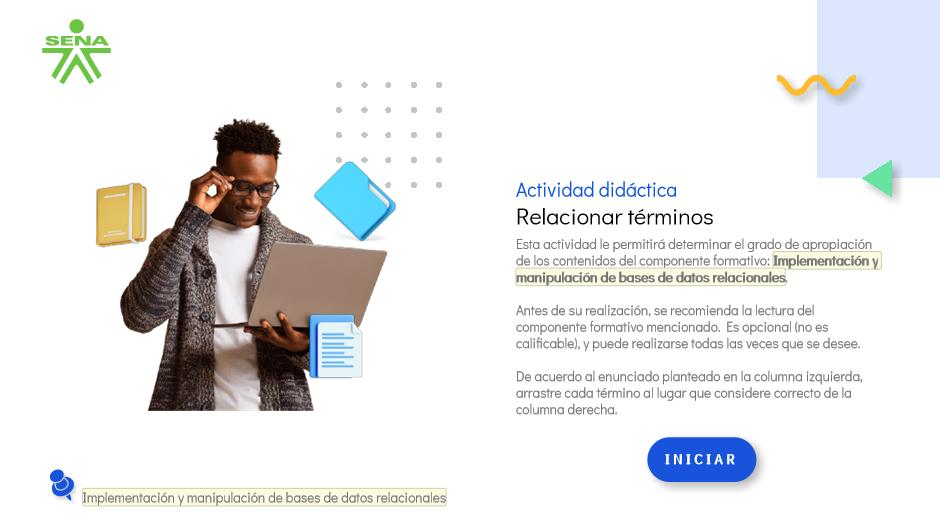 SENA
Actividad didáctica
Relacionar términos
Esta actividad le permitirá determinar el grado de apropiación
de los contenidos del componente formativo: Implementación y
manipulación de bases de datos relacionales.
Antes de su realización, se recomienda la lectura del
componente formativo mencionado. Es opcional (no es
calificable), y puede realizarse todas las veces que se desee.
De acuerdo al enunciado planteado en la columna izquierda,
arrastre cada término al lugar que considere correcto de la
columna derecha.
INICIAR
Implementación y manipulación de bases de datos relacionales